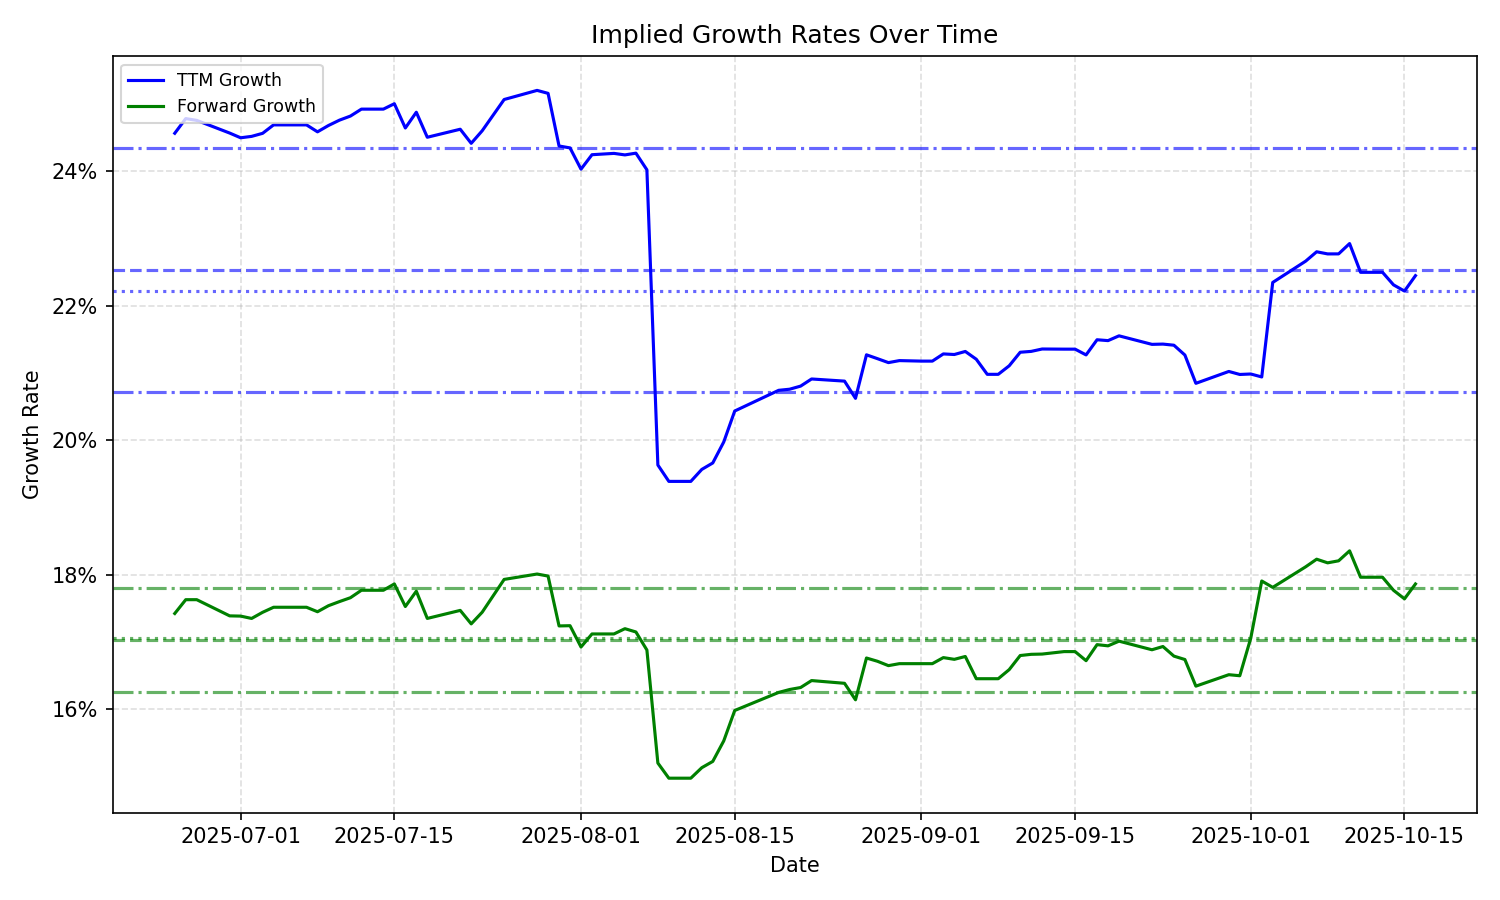 Implied Growth Rates Over Time
TTM Growth
Forward Growth
24%
22%
20%
18%
16%
Growth Rate
2025-07-01
2025-07-15
2025-08-01
2025-08-15
2025-09-01
2025-09-15
2025-10-01
2025-10-15
Date